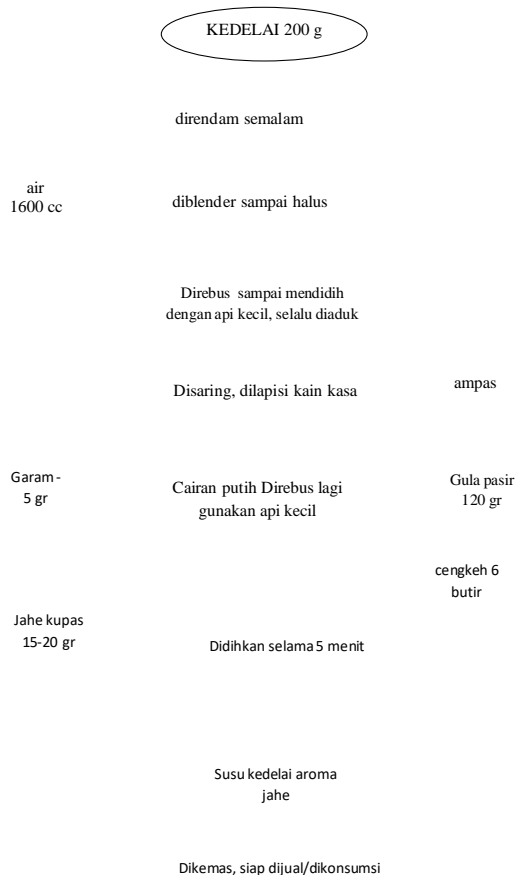 KEDELAI 200 g
direndam semalam
air
1600 cc
diblender sampai halus
Direbus sampai mendidih
dengan api kecil, selalu diaduk
Disaring, dilapisi kain kasa
ampas
Garam -
5 gr
Cairan putih Direbus lagi
gunakan api kecil
Gula pasir
120 gr
cengkeh 6
butir
Jahe kupas
15-20 gr
Didihkan selama 5 menit
Susu kedelai aroma
jahe
Dikemas, siap dijual/dikonsumsi